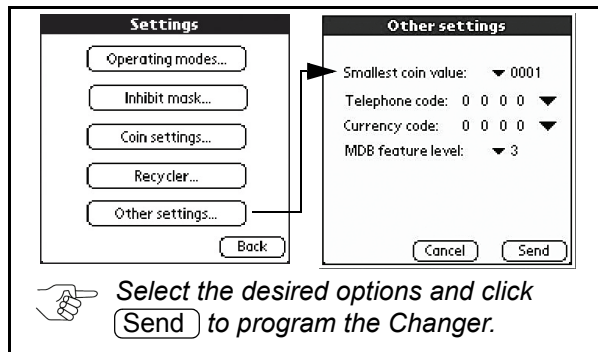 Settings
Operating modes...
Inhibit mask...
Coin settings...
Recycler...
Other settings...
Back
Other settings
Smallest coin value: 0001
Telephone code: 0 0 0 0
Currency code: 0 0 0 0
MDB feature level: 3
Cancel Send
Select the desired options and click
Send to program the Changer.